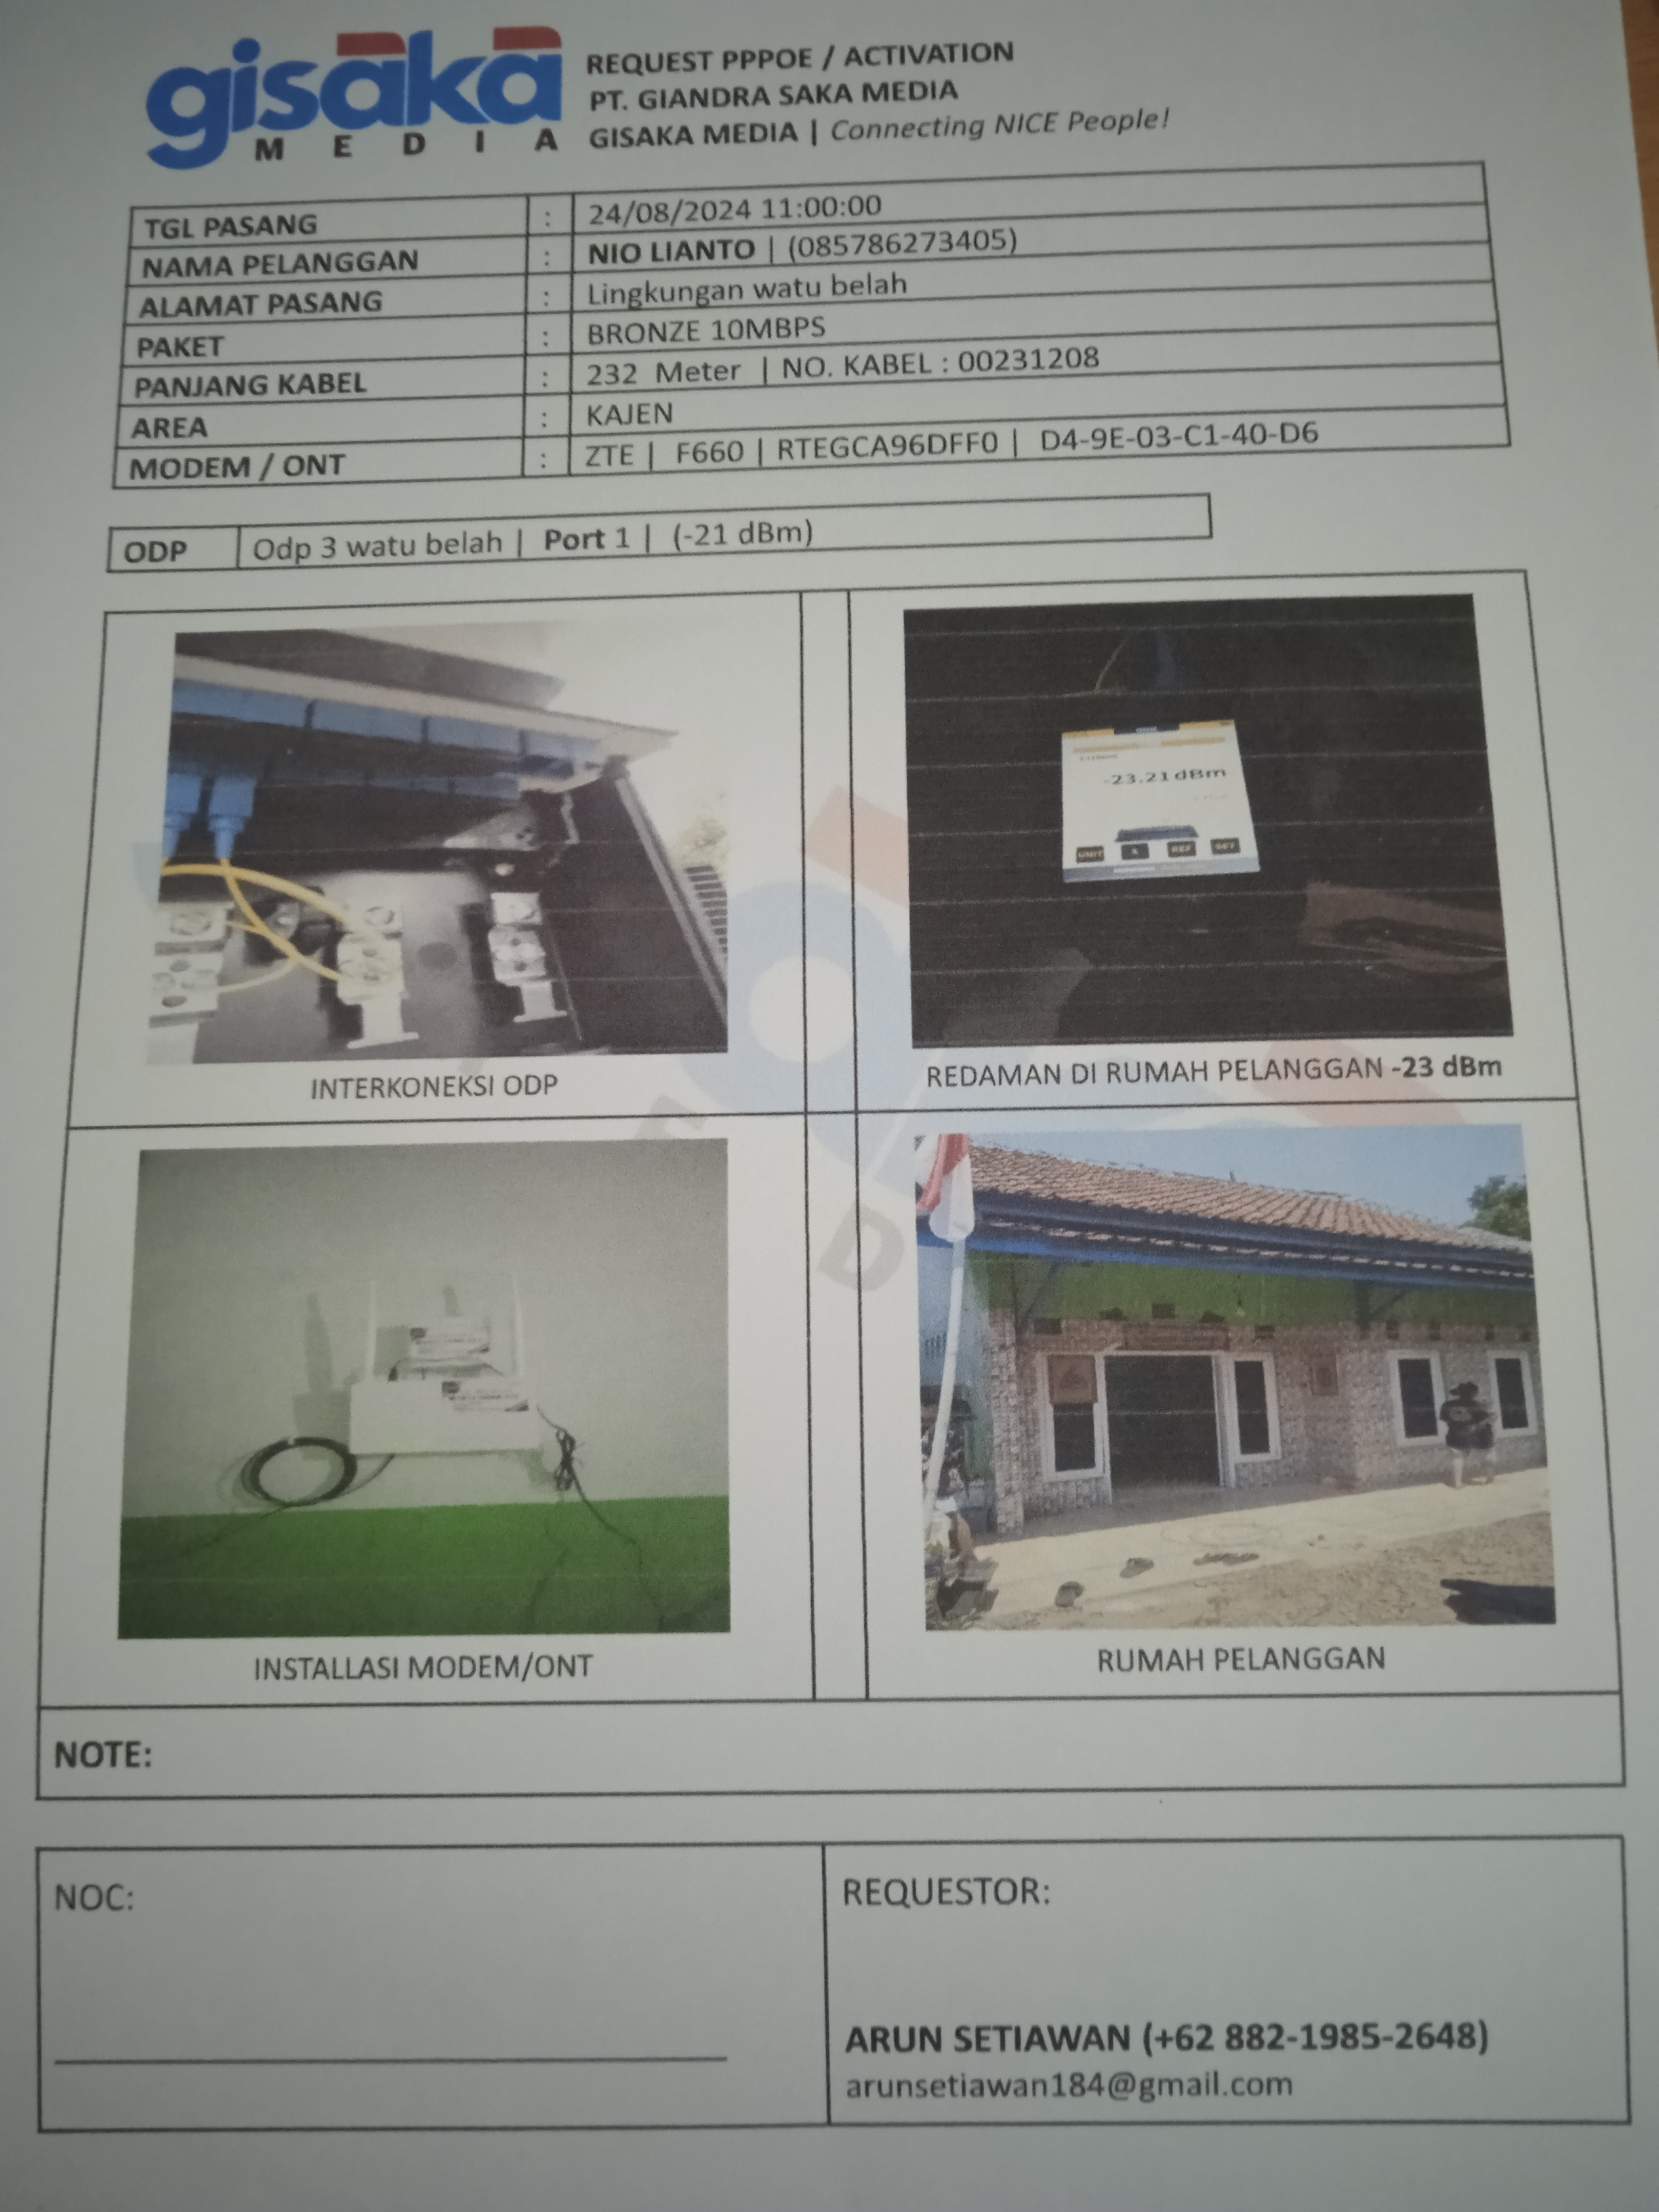 gisaka
MEDIA
REQUEST PPPOE / ACTIVATION
PT. GIANDRA SAKA MEDIA
GISAKA MEDIA | Connecting NICE People!
TGL PASANG : 24/08/2024 11:00:00
NAMA PELANGGAN : NIO LIANTO | (085786273405)
ALAMAT PASANG : Lingkungan watu belah
PAKET : BRONZE 10MBPS
PANJANG KABEL : 232 Meter | NO. KABEL : 00231208
AREA : KAJEN
MODEM / ONT : ZTE | F660 | RTEGCA96DFF0 | D4-9E-03-C1-40-D6
ODP Odp 3 watu belah | Port 1 | (-21 dBm)
-23.21dBm
UNIT REF SET
INTERKONEKSI ODP
REDAMAN DI RUMAH PELANGGAN -23 dBm
INSTALLASI MODEM/ONT
RUMAH PELANGGAN
NOTE:
NOC:
REQUESTOR:
ARUN SETIAWAN (+62 882-1985-2648)
arunsetiawan184@gmail.com